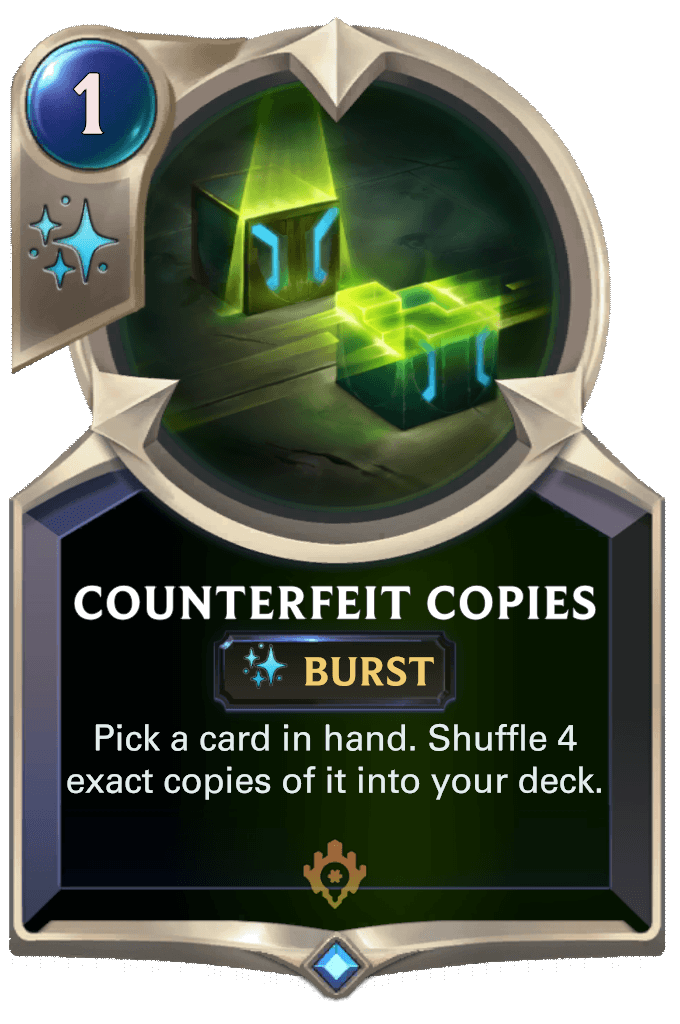 1
COUNTERFEIT COPIES
BURST
Pick a card in hand. Shuffle 4
exact copies of it into your deck.